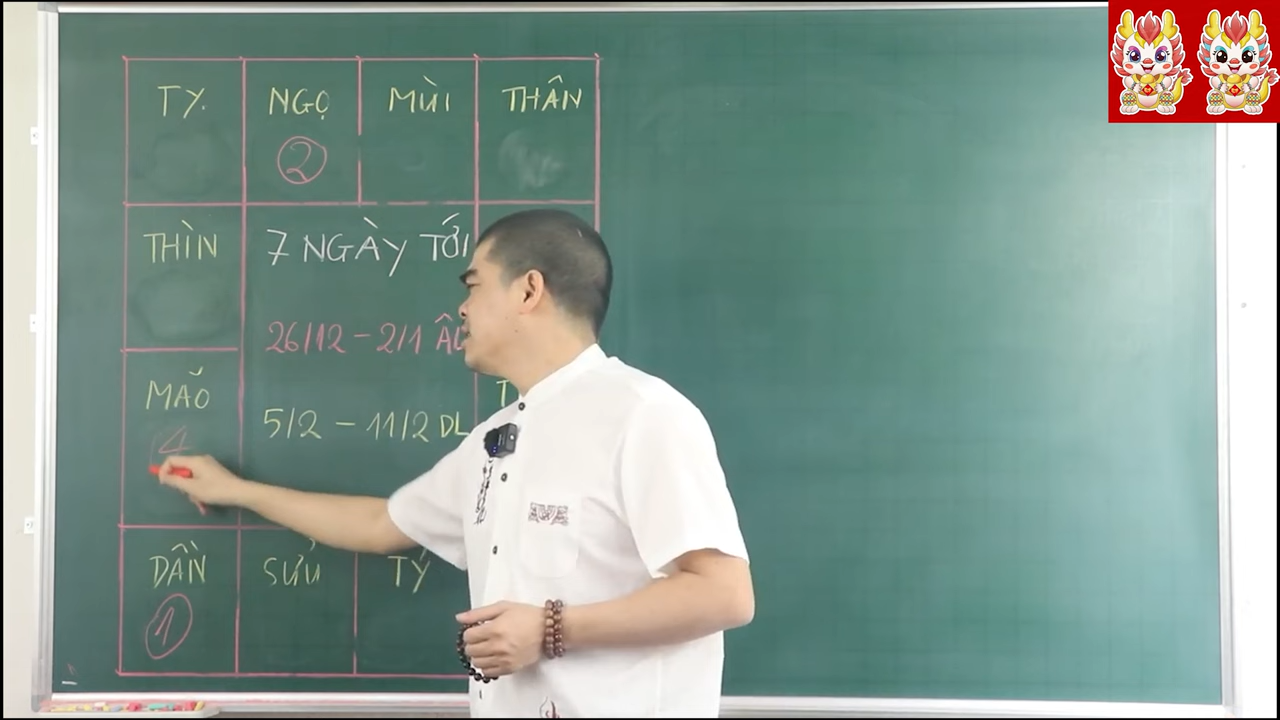 TỴ NGỌ MÙI THÂN
2
THÌN 7 NGÀY TỚI
26/12 - 2/1
MÃO
4
5/2 - 11/2 DL
DẦN SỬU TÝ
1